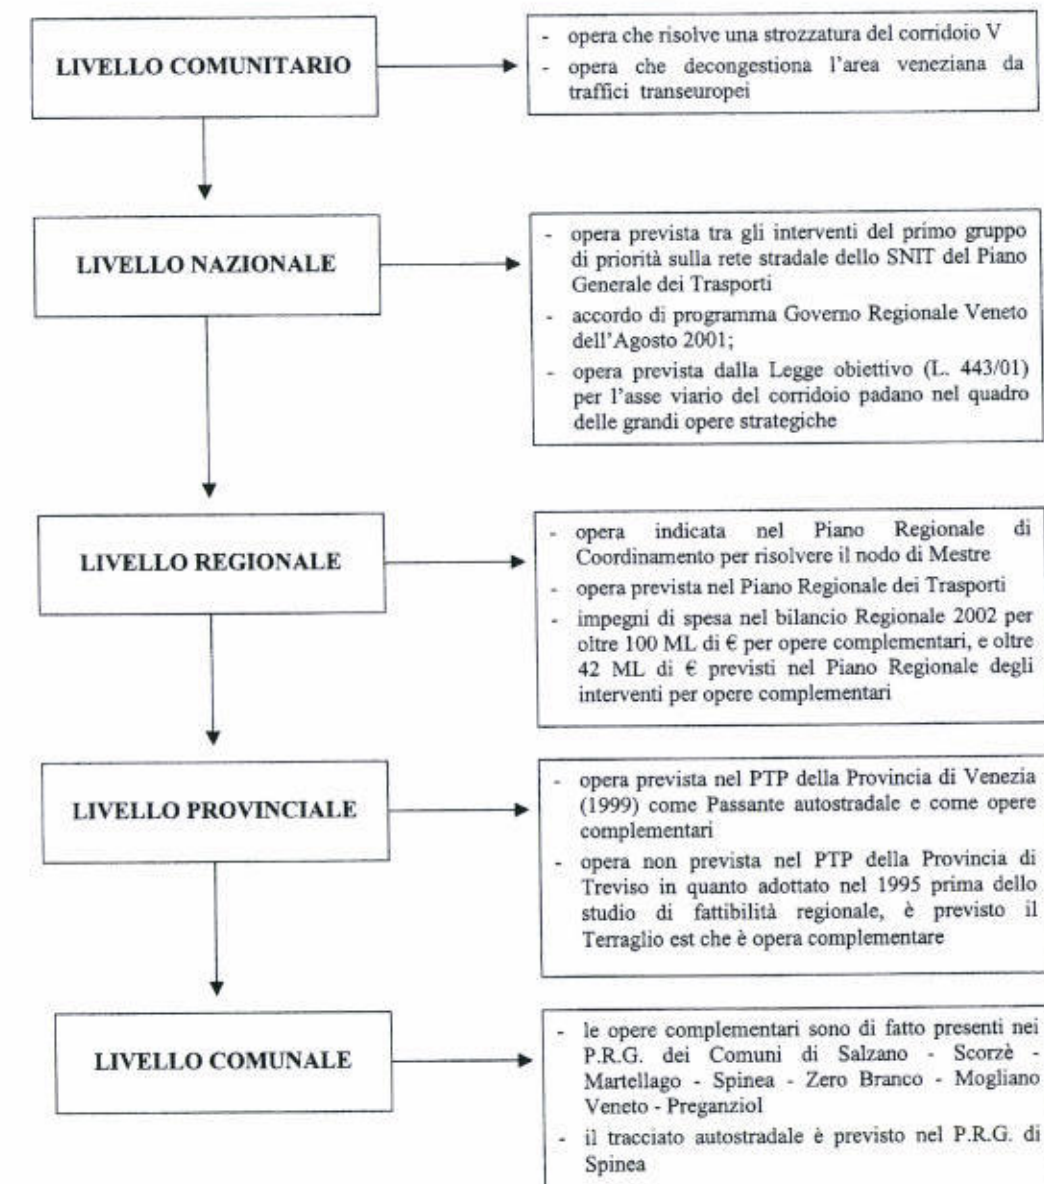 LIVELLO COMUNITARIO
- opera che risolve una strozzatura del corridoio V
- opera che decongestiona l'area veneziana da
traffici transeuropei
LIVELLO NAZIONALE
- opera prevista tra gli interventi del primo gruppo
di priorità sulla rete stradale dello SNIT del Piano
Generale dei Trasporti
- accordo di programma Governo Regionale Veneto
dell'Agosto 2001;
- opera prevista dalla Legge obiettivo (L. 443/01)
per l'asse viario del corridoio padano nel quadro
delle grandi opere strategiche
LIVELLO REGIONALE
- opera indicata nel Piano Regionale di
Coordinamento per risolvere il nodo di Mestre
- opera prevista nel Piano Regionale dei Trasporti
- impegni di spesa nel bilancio Regionale 2002 per
oltre 100 ML di € per opere complementari, e oltre
42 ML di € previsti nel Piano Regionale degli
interventi per opere complementari
LIVELLO PROVINCIALE
- opera prevista nel PTP della Provincia di Venezia
(1999) come Passante autostradale e come opere
complementari
- opera non prevista nel PTP della Provincia di
Treviso in quanto adottato nel 1995 prima dello
studio di fattibilità regionale, è previsto il
Terraglio est che è opera complementare
LIVELLO COMUNALE
- le opere complementari sono di fatto presenti nei
P.R.G. dei Comuni di Salzano - Scorzè -
Martellago - Spinea - Zero Branco - Mogliano
Veneto - Preganziol
- il tracciato autostradale è previsto nel P.R.G. di
Spinea